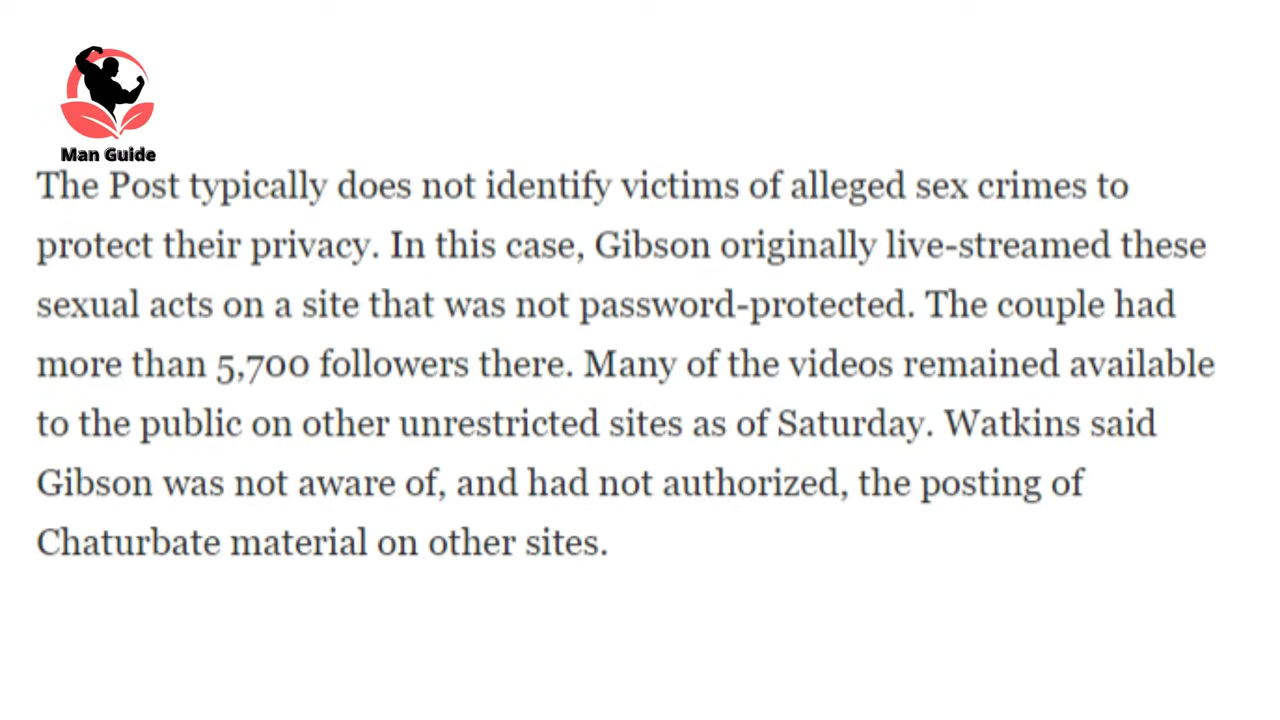 Man Guide
The Post typically does not identify victims of alleged sex crimes to
protect their privacy. In this case, Gibson originally live-streamed these
sexual acts on a site that was not password-protected. The couple had
more than 5,700 followers there. Many of the videos remained available
to the public on other unrestricted sites as of Saturday. Watkins said
Gibson was not aware of, and had not authorized, the posting of
Chaturbate material on other sites.